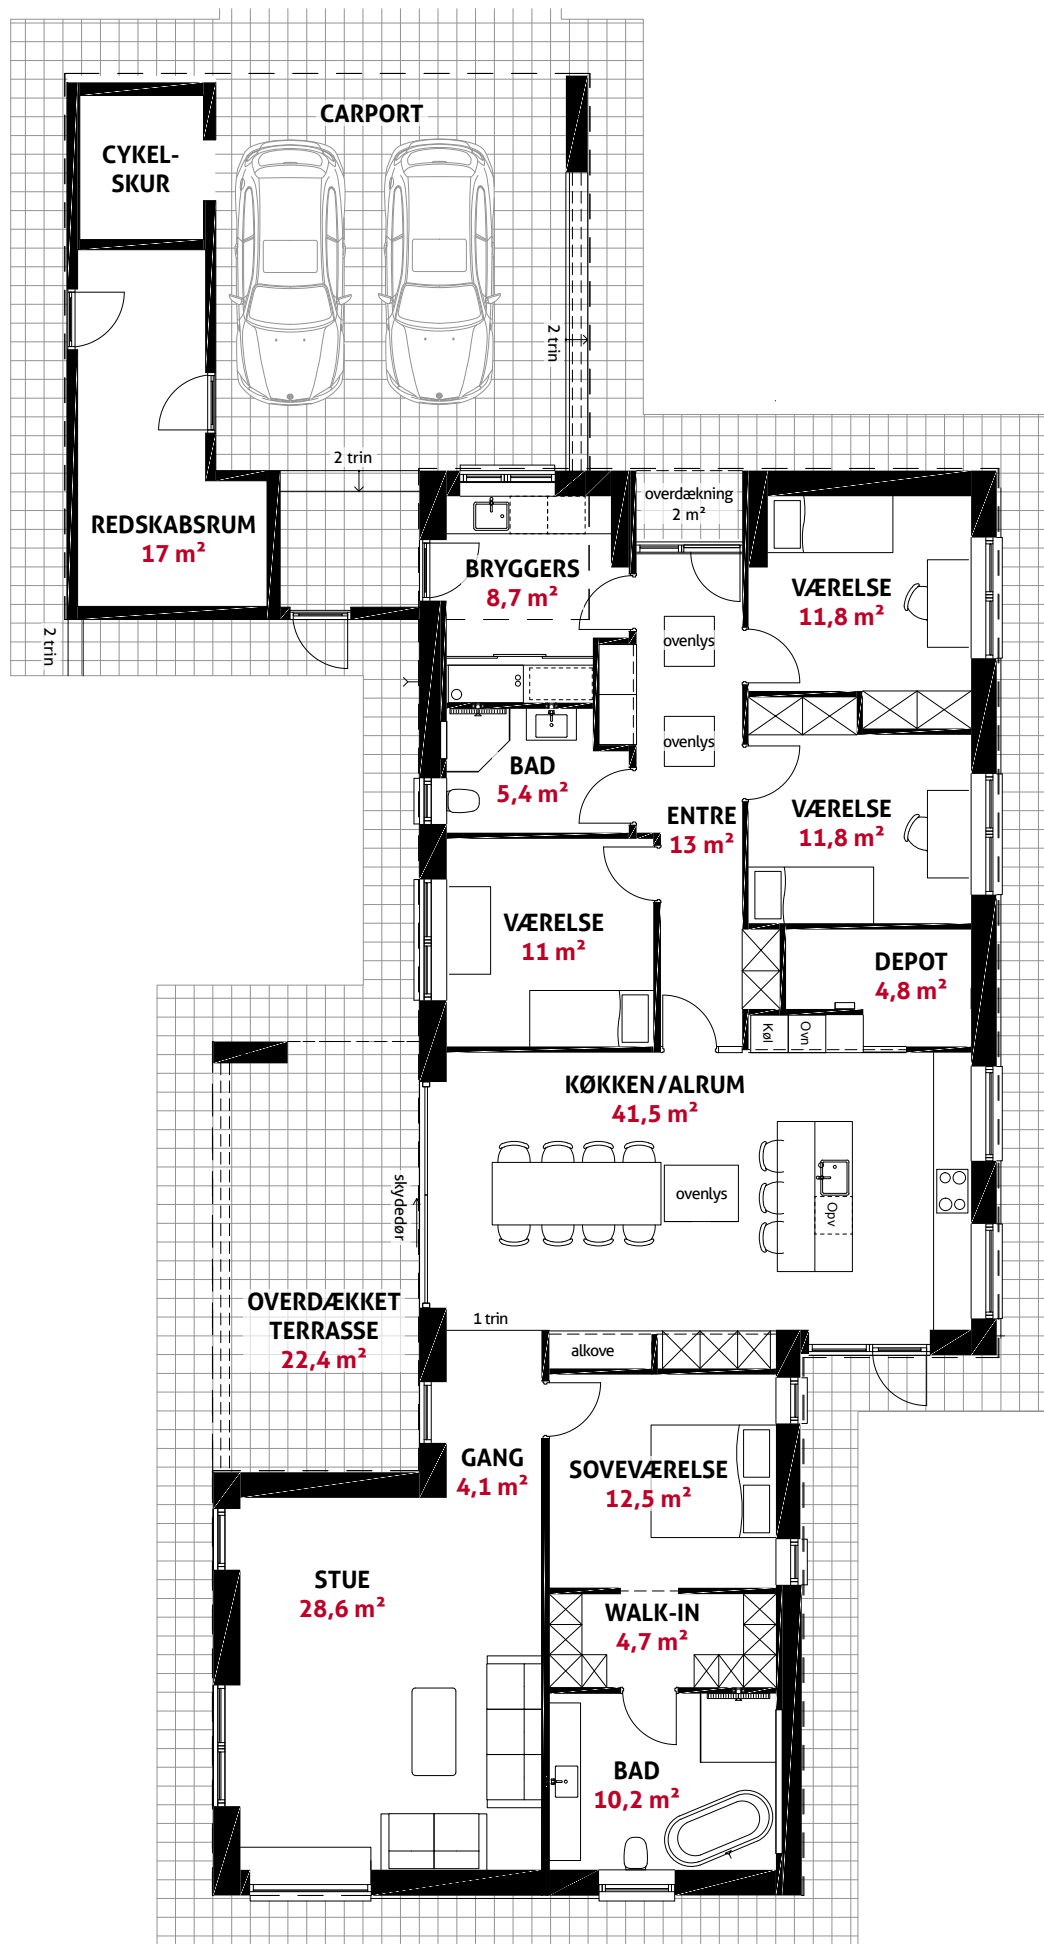 CARPORT
CYKEL-
SKUR
2 trin
2 trin
REDSKABSRUM
17 m²
2 trin
overdækning
2 m²
BRYGGERS
8,7 m²
VÆRELSE
11,8 m²
ovenlys
ovenlys
BAD
5,4 m²
ENTRE
13 m²
VÆRELSE
11,8 m²
VÆRELSE
11 m²
DEPOT
4,8 m²
Køl
Ovn
KØKKEN/ALRUM
41,5 m²
skydedør
ovenlys
Opv
OVERDÆKKET
TERRASSE
22,4 m²
1 trin
alkove
GANG
4,1 m²
SOVEVÆRELSE
12,5 m²
STUE
28,6 m²
WALK-IN
4,7 m²
BAD
10,2 m²